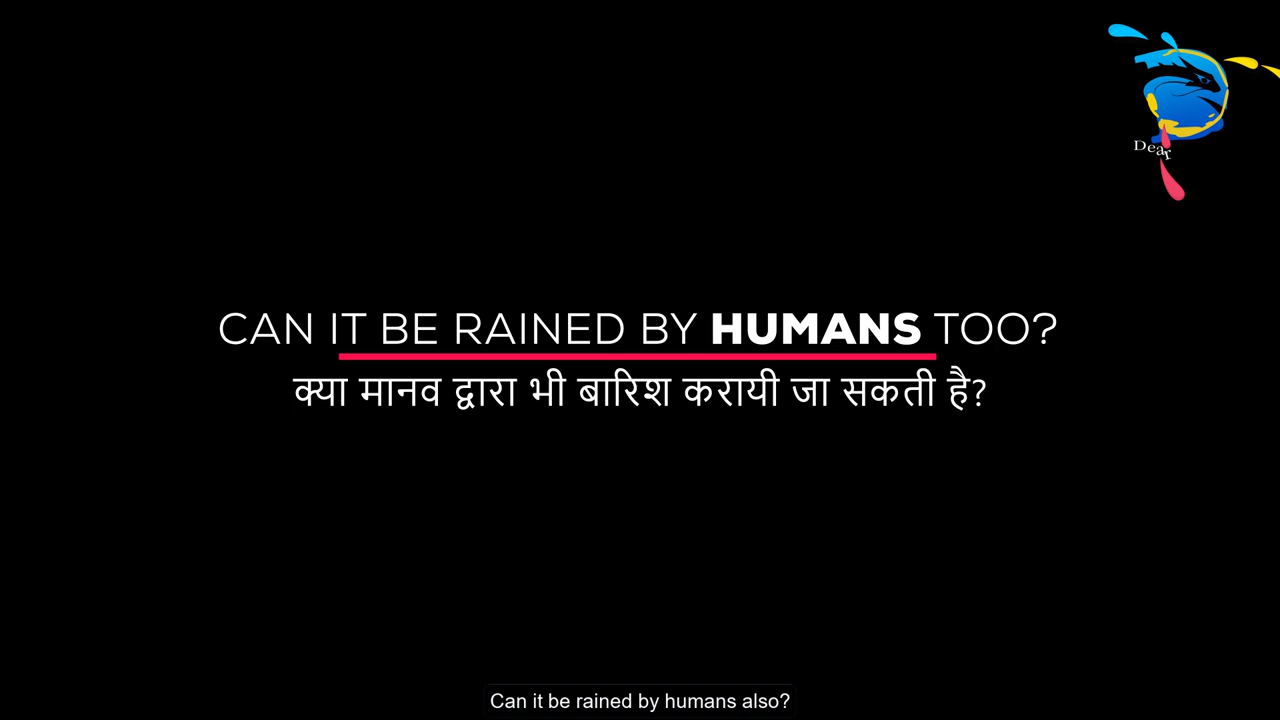 Dear
CAN IT BE RAINED BY HUMANS TOO?
क्या मानव द्वारा भी बारिश करायी जा सकती है?
Can it be rained by humans also?